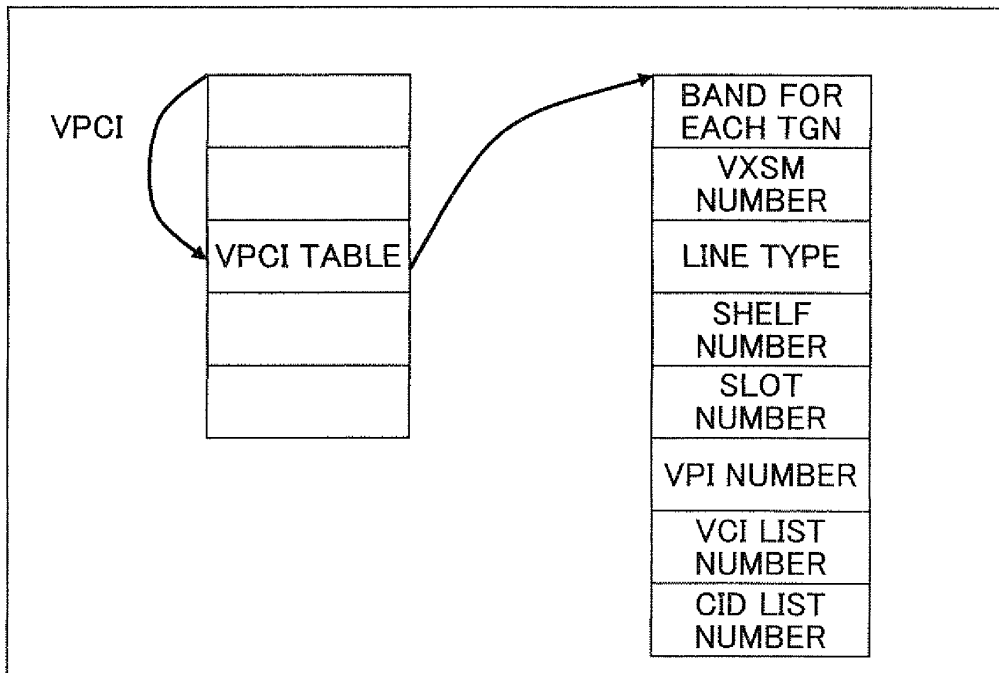 VPCI
VPCI TABLE
BAND FOR
EACH TGN
VXSM
NUMBER
LINE TYPE
SHELF
NUMBER
SLOT
NUMBER
VPI NUMBER
VCI LIST
NUMBER
CID LIST
NUMBER